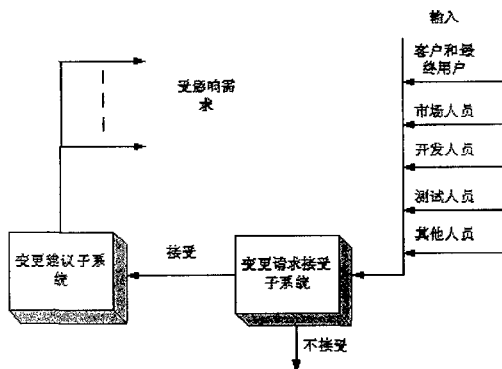 输入
客户和最
终用户
市场人员
开发人员
测试人员
其他人员
受影响需
求
变更建议子系
统
接受
变更请求接受
子系统
不接受